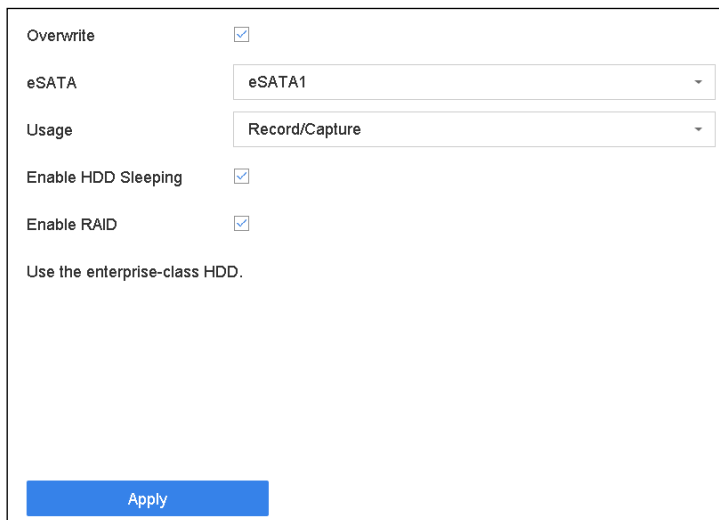 Overwrite
eSATA eSATA1
Usage Record/Capture
Enable HDD Sleeping
Enable RAID
Use the enterprise-class HDD.
Apply